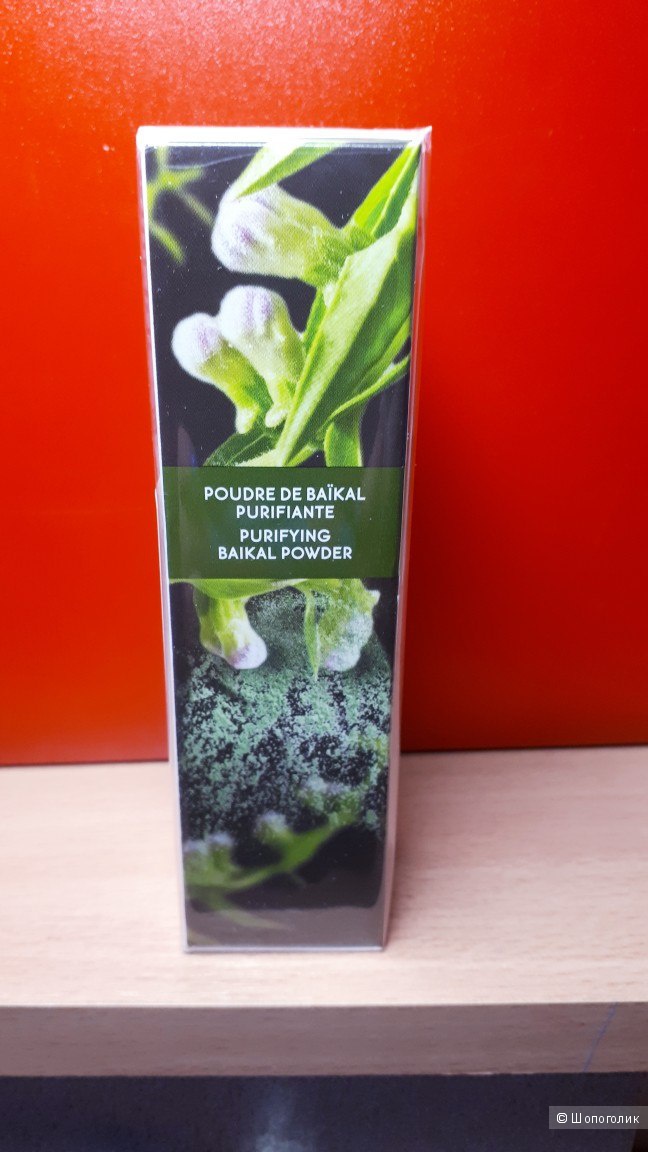 POUDRE DE BAÏKAL
PURIFIANTE
PURIFYING
BAIKAL POWDER
© Шопоголик